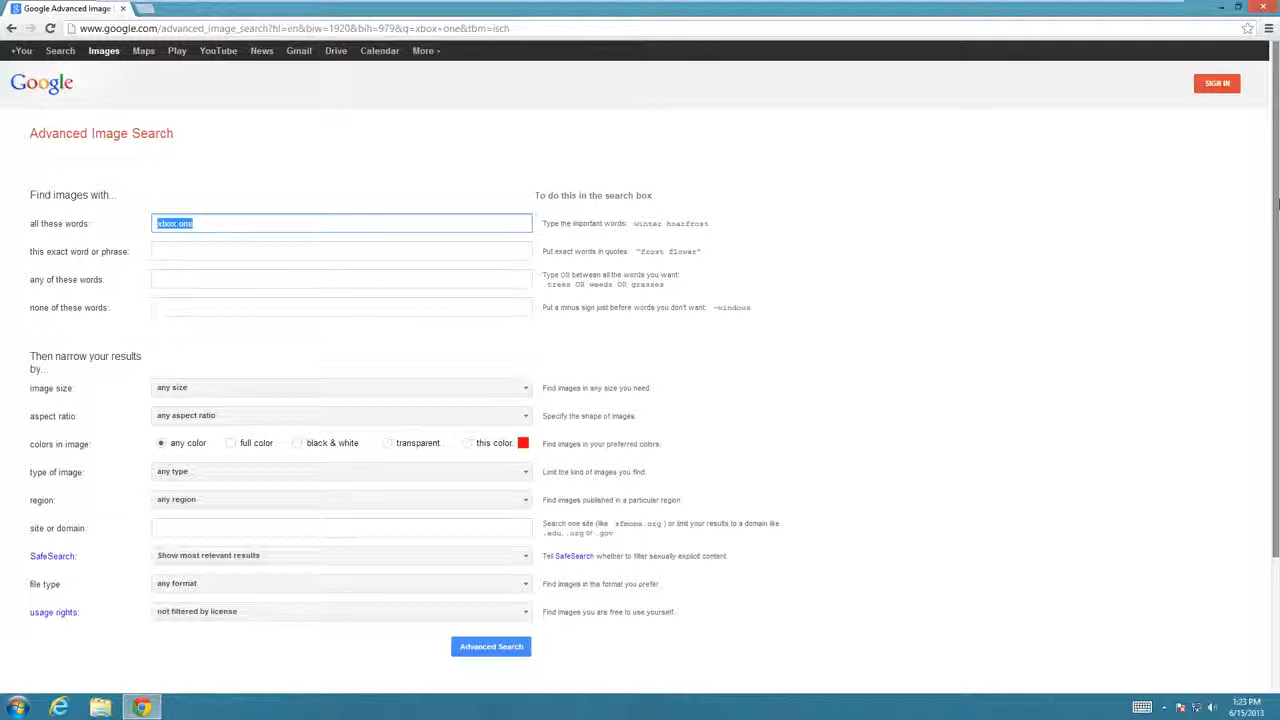 Google Advanced Image S
www.google.com/advanced_image_search?hl=en&biw=1920&bih=979&q=xbox+one&tbm=isch
+You Search Images Maps Play YouTube News Gmail Drive Calendar More
Google
SIGN IN
Advanced Image Search
Find images with...
To do this in the search box
all these words:
xbox one
Type the important words: winter hoarfrost
this exact word or phrase:
Put exact words in quotes: "frost flower"
any of these words:
Type OR between all the words you want:
trees OR weeds OR grasses
none of these words:
Put a minus sign just before words you don't want: -windows
Then narrow your results
by...
image size:
any size
Find images in any size you need.
aspect ratio:
any aspect ratio
Specify the shape of images.
colors in image:
any color full color black & white transparent this color:
Find images in your preferred colors.
type of image:
any type
Limit the kind of images you find.
region:
any region
Find images published in a particular region.
site or domain:
Search one site (like sfmoma.org ) or limit your results to a domain like
.edu, .org or .gov
SafeSearch:
Show most relevant results
Tell SafeSearch whether to filter sexually explicit content.
file type:
any format
Find images in the format you prefer.
usage rights:
not filtered by license
Find images you are free to use yourself.
Advanced Search
1:23 PM
6/15/2013